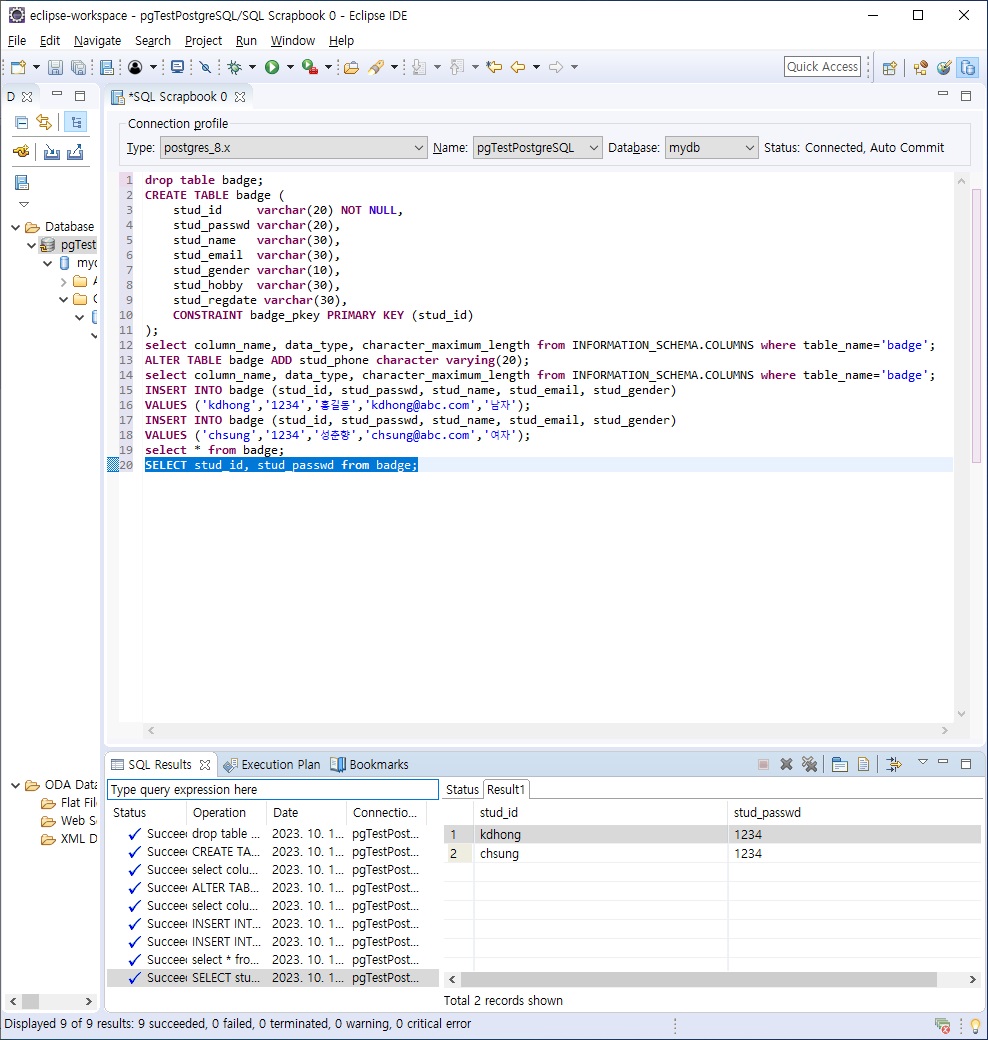 eclipse-workspace - pgTestPostgreSQL/SQL Scrapbook 0 - Eclipse IDE
File Edit Navigate Search Project Run Window Help
Quick Access
D
*SQL Scrapbook 0
Connection profile
Type: postgres_8.x Name: pgTestPostgreSQL Database: mydb Status: Connected, Auto Commit
Database
pgTest
1 drop table badge;
2 CREATE TABLE badge (
3 stud_id varchar(20) NOT NULL,
4 stud_passwd varchar(20),
5 stud_name varchar(30),
6 stud_email varchar(30),
7 stud_gender varchar(10),
8 stud_hobby varchar(30),
9 stud_regdate varchar(30),
10 CONSTRAINT badge_pkey PRIMARY KEY (stud_id)
11 );
12 select column_name, data_type, character_maximum_length from INFORMATION_SCHEMA.COLUMNS where table_name='badge';
13 ALTER TABLE badge ADD stud_phone character varying(20);
14 select column_name, data_type, character_maximum_length from INFORMATION_SCHEMA.COLUMNS where table_name='badge';
15 INSERT INTO badge (stud_id, stud_passwd, stud_name, stud_email, stud_gender)
16 VALUES ('kdhong','1234','홍길동','kdhong@abc.com','남자');
17 INSERT INTO badge (stud_id, stud_passwd, stud_name, stud_email, stud_gender)
18 VALUES ('chsung','1234','성춘향','chsung@abc.com','여자');
19 select * from badge;
20 SELECT stud_id, stud_passwd from badge;
ODA Data
Flat File
Web S
XML D
SQL Results Execution Plan Bookmarks
Type query expression here
Status Operation Date Connectio...
Succee drop table ... 2023. 10. 1... pgTestPost...
Succee CREATE TA... 2023. 10. 1... pgTestPost...
Succee select colu... 2023. 10. 1... pgTestPost...
Succee ALTER TAB... 2023. 10. 1... pgTestPost...
Succee select colu... 2023. 10. 1... pgTestPost...
Succee INSERT INT... 2023. 10. 1... pgTestPost...
Succee INSERT INT... 2023. 10. 1... pgTestPost...
Succee select * fro... 2023. 10. 1... pgTestPost...
Succee SELECT stu... 2023. 10. 1... pgTestPost...
Status Result1
stud_id stud_passwd
1 kdhong 1234
2 chsung 1234
Total 2 records shown
Displayed 9 of 9 results: 9 succeeded, 0 failed, 0 terminated, 0 warning, 0 critical error